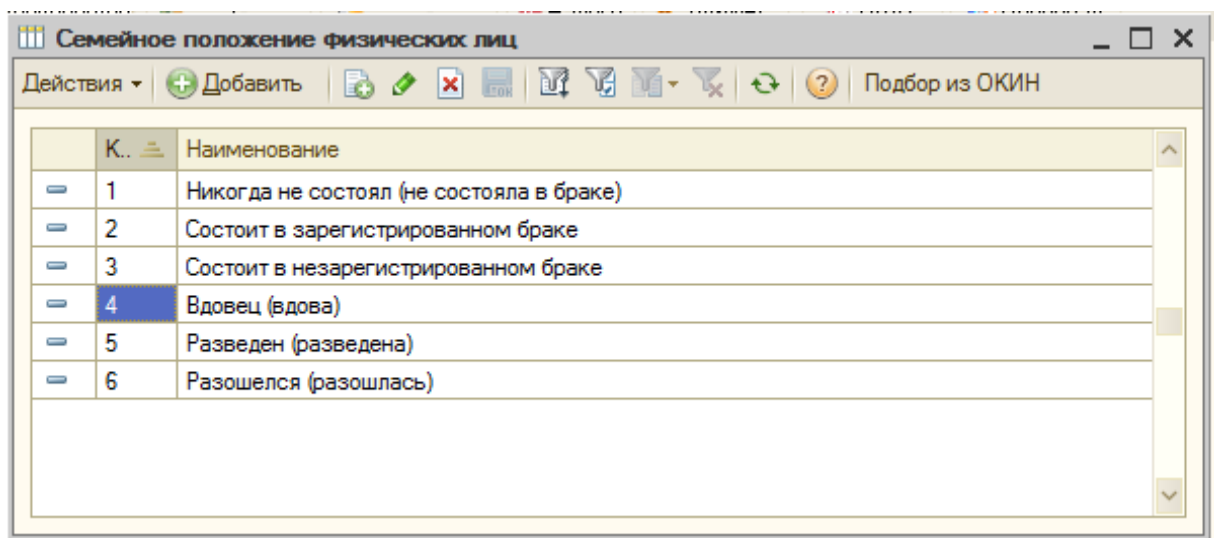 Семейное положение физических лиц
Действия Добавить Подбор из ОКИН
К.. Наименование
1 Никогда не состоял (не состояла в браке)
2 Состоит в зарегистрированном браке
3 Состоит в незарегистрированном браке
4 Вдовец (вдова)
5 Разведен (разведена)
6 Разошелся (разошлась)